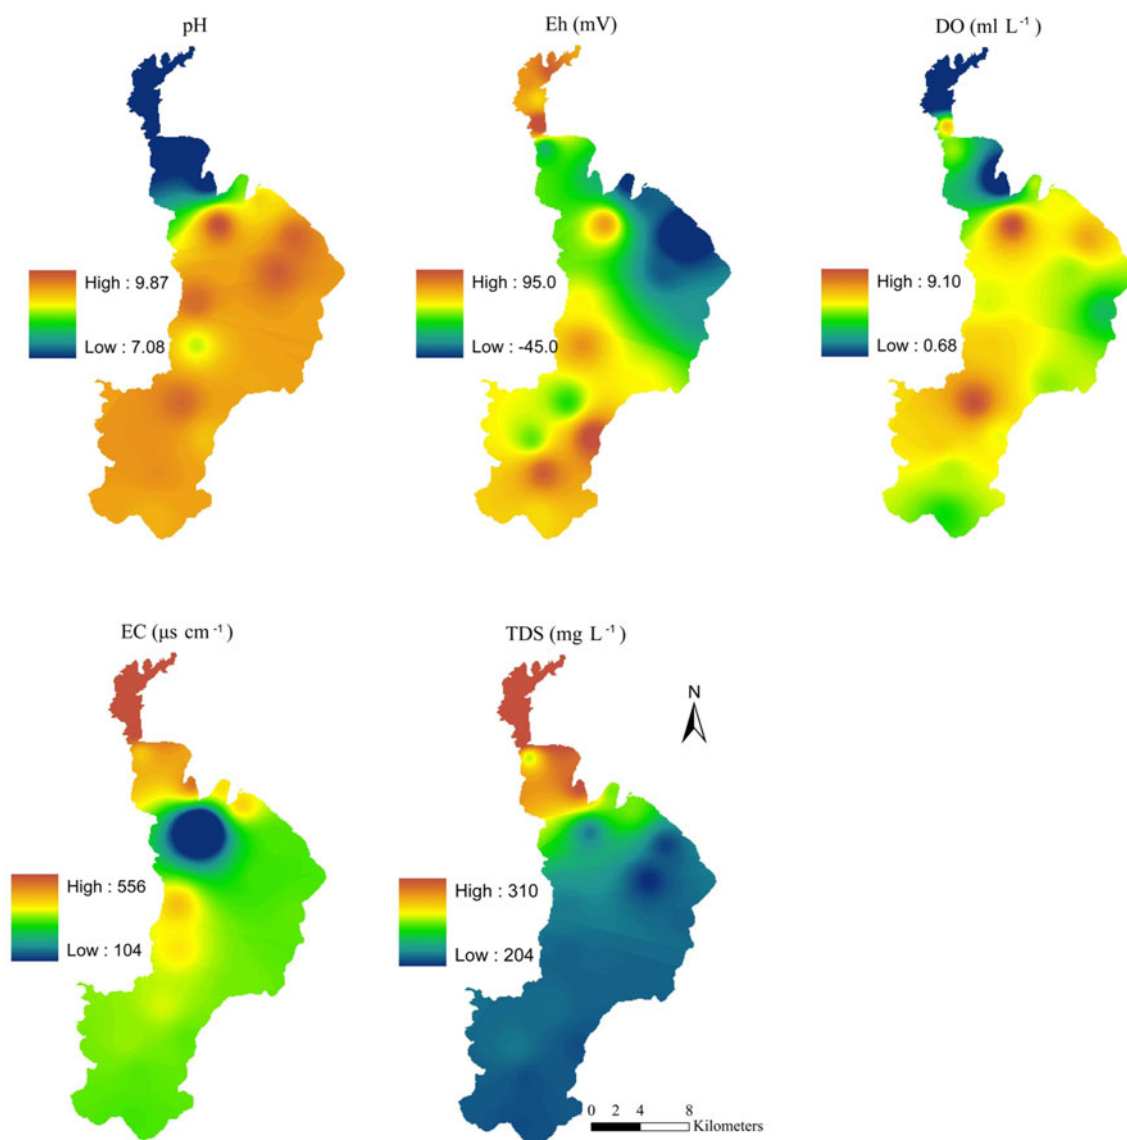 pH
Eh (mV)
DO (ml L⁻¹)
High : 9.87
Low : 7.08
High : 95.0
Low : -45.0
High : 9.10
Low : 0.68
EC (µs cm⁻¹)
TDS (mg L⁻¹)
N
High : 556
Low : 104
High : 310
Low : 204
0 2 4 8
Kilometers